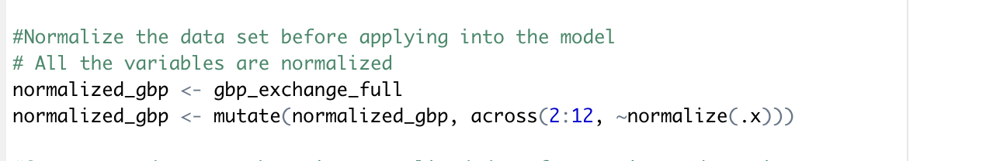 #Normalize the data set before applying into the model
# All the variables are normalized
normalized_gbp <- gbp_exchange_full
normalized_gbp <- mutate(normalized_gbp, across(2:12, ~normalize(.x)))